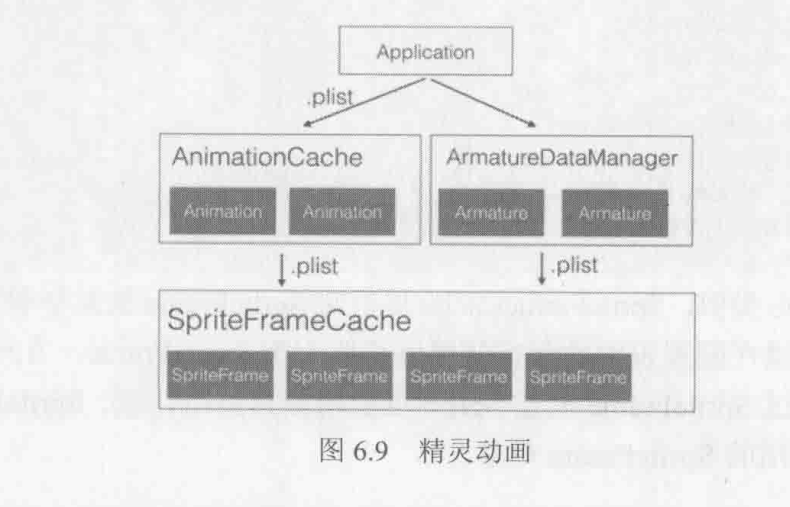 Application
.plist
AnimationCache
Animation Animation
ArmatureDataManager
Armature Armature
.plist
.plist
SpriteFrameCache
SpriteFrame SpriteFrame SpriteFrame SpriteFrame
图 6.9 精灵动画